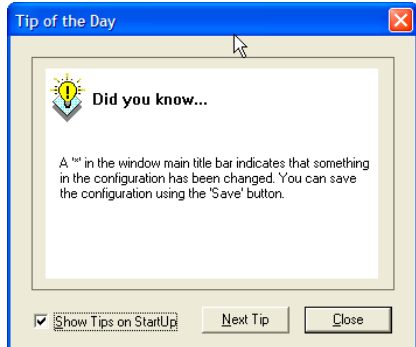 Tip of the Day
Did you know...
A '*' in the window main title bar indicates that something
in the configuration has been changed. You can save
the configuration using the 'Save' button.
Show Tips on StartUp
Next Tip
Close